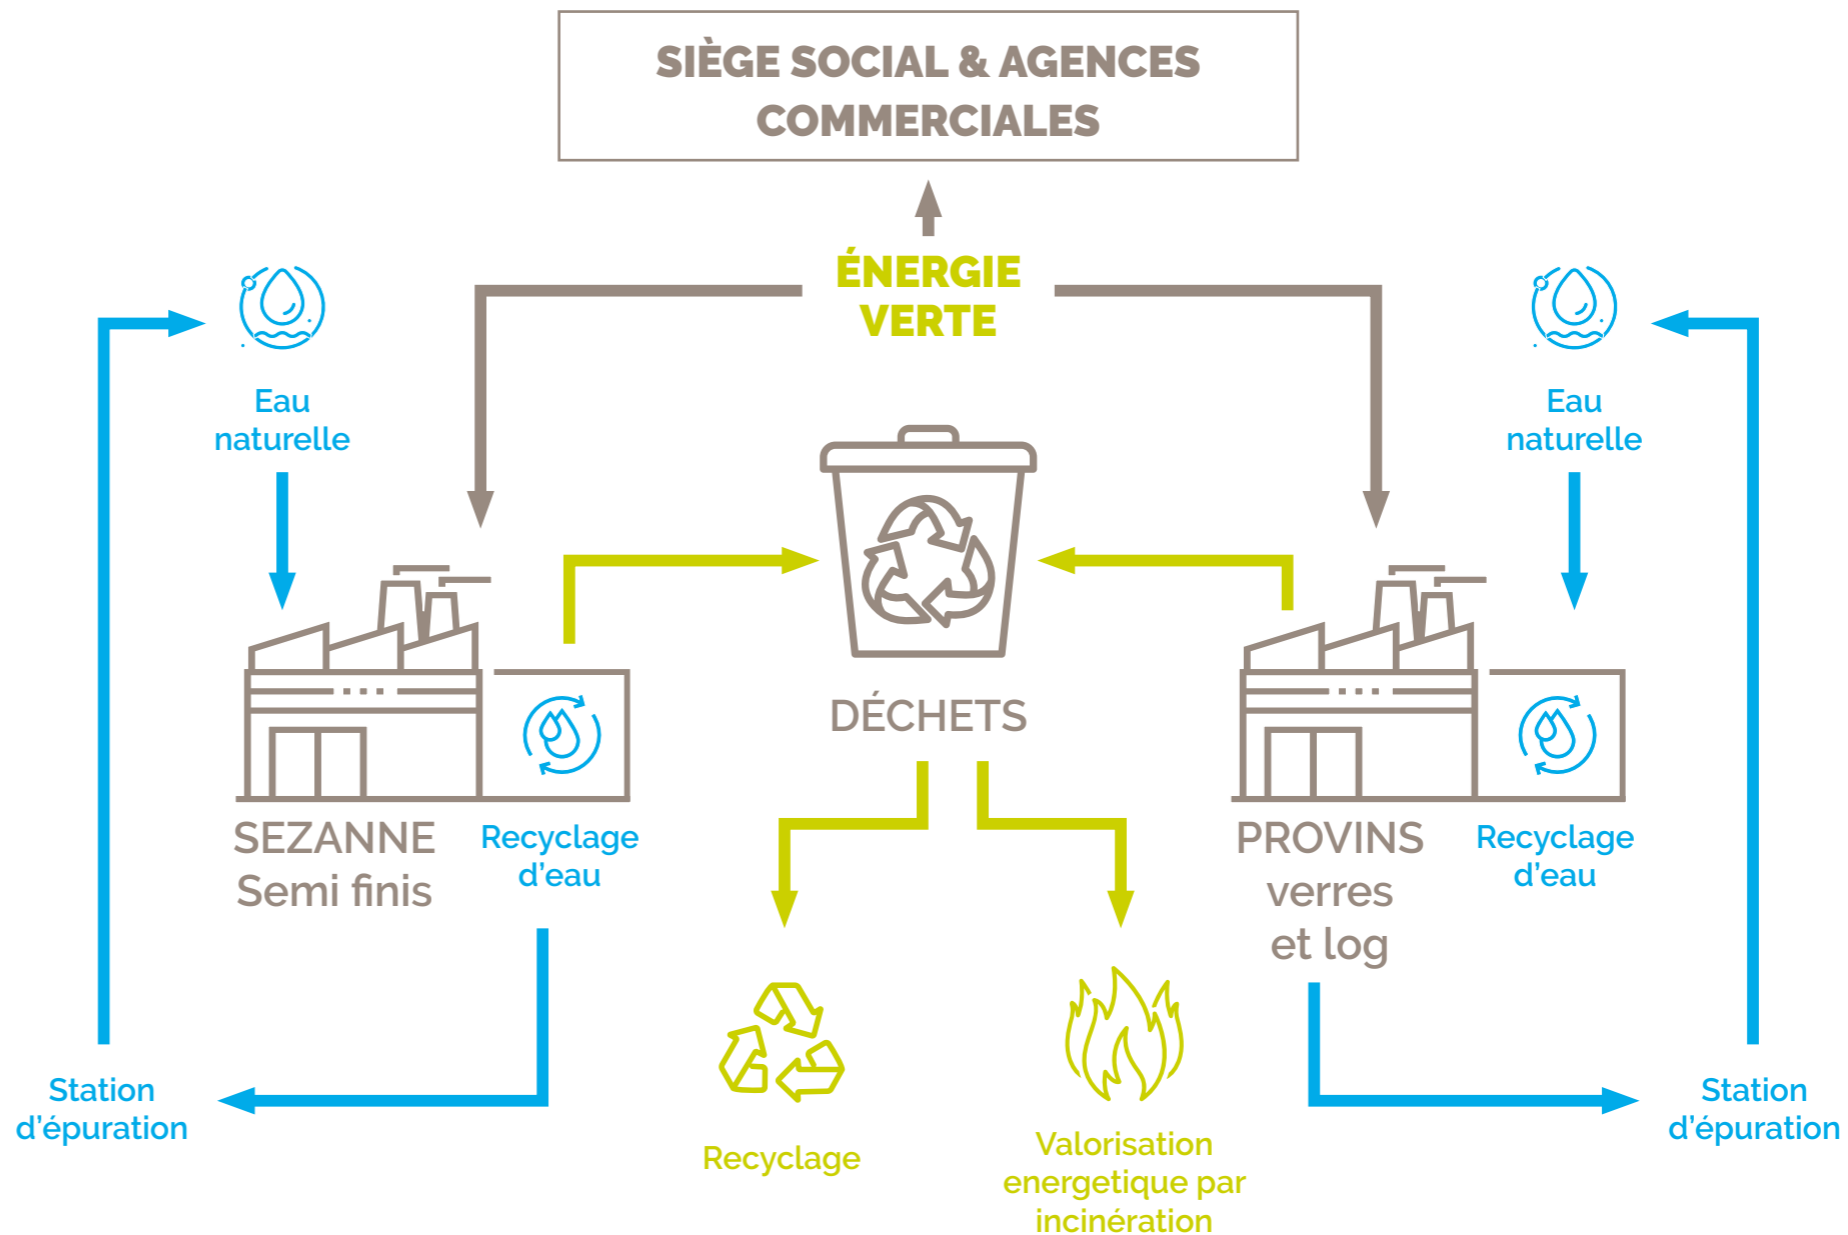 SIÈGE SOCIAL & AGENCES
COMMERCIALES
ÉNERGIE
VERTE
Eau
naturelle
Eau
naturelle
DÉCHETS
SEZANNE
Semi finis
Recyclage
d'eau
PROVINS
verres
et log
Recyclage
d'eau
Station
d'épuration
Recyclage
Valorisation
energetique par
incinération
Station
d'épuration